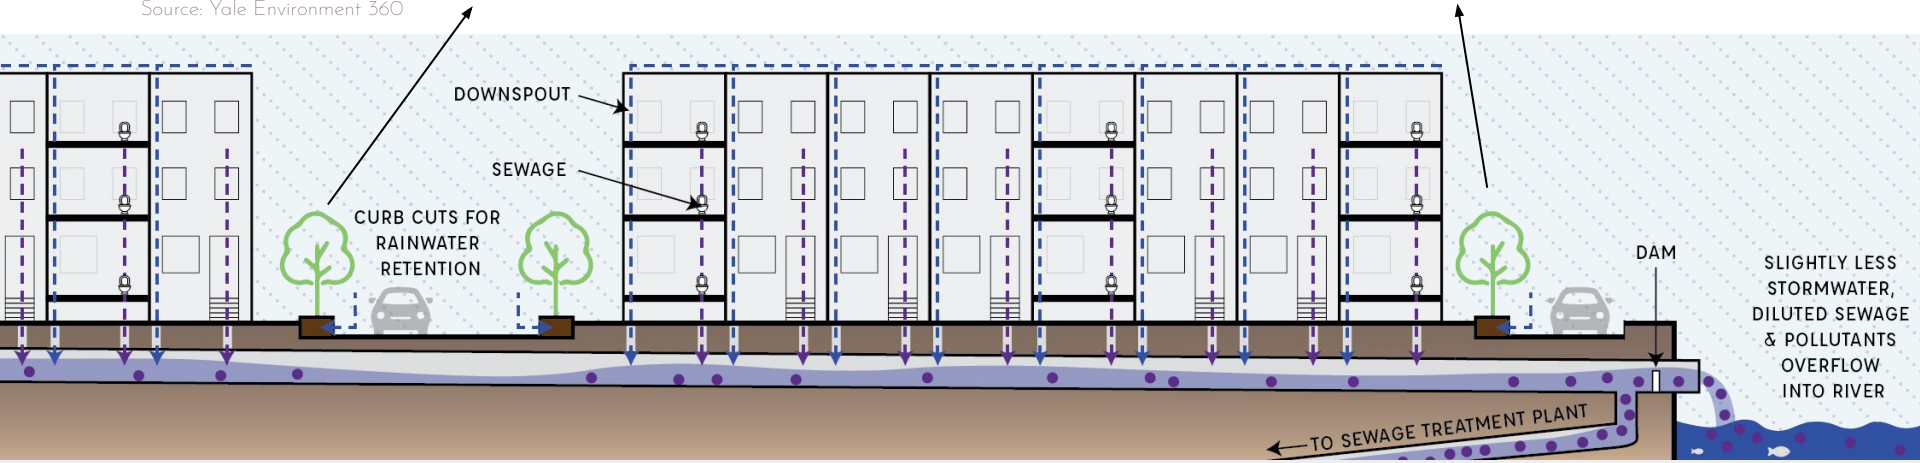 Source: Yale Environment 360
DOWNSPOUT
SEWAGE
CURB CUTS FOR
RAINWATER
RETENTION
DAM
SLIGHTLY LESS
STORMWATER,
DILUTED SEWAGE
& POLLUTANTS
OVERFLOW
INTO RIVER
TO SEWAGE TREATMENT PLANT